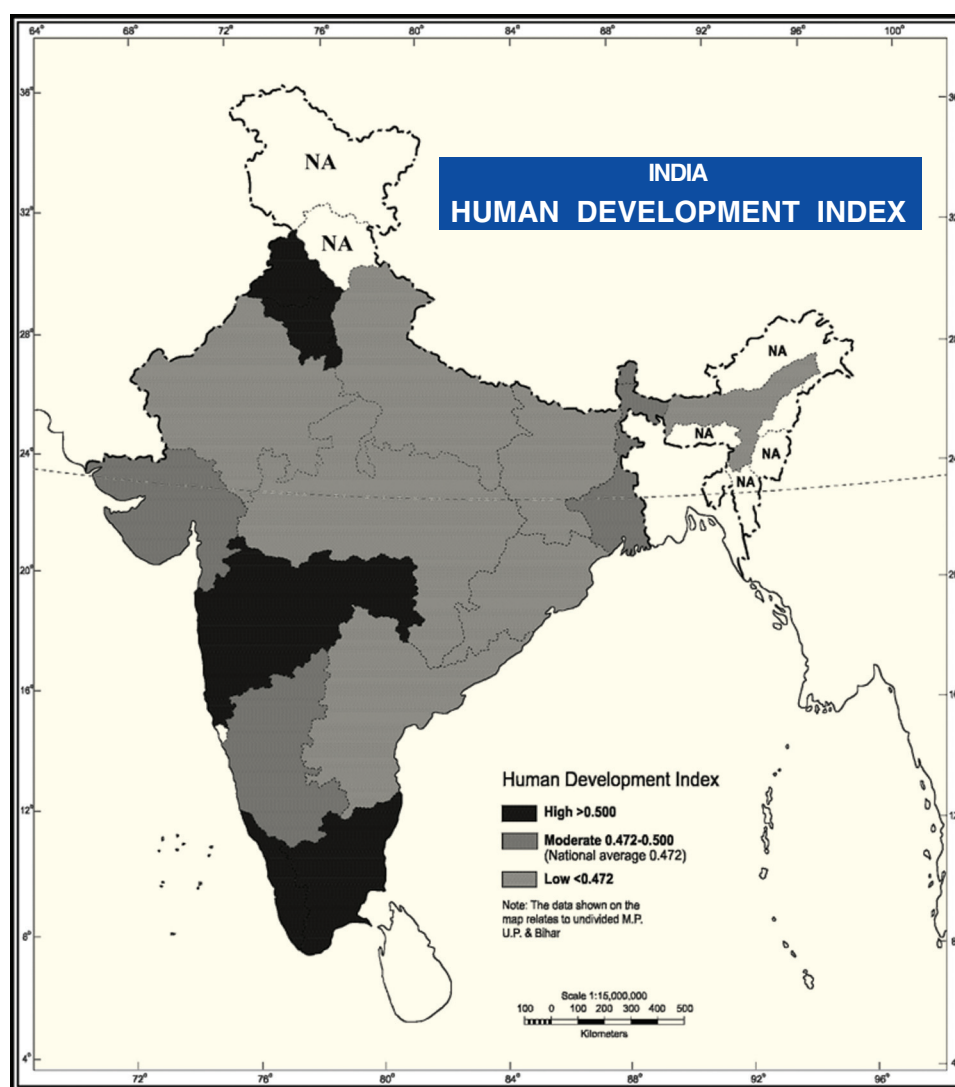 64° 68° 72° 76° 80° 84° 88° 92° 96° 100°
INDIA
HUMAN DEVELOPMENT INDEX
NA
NA
NA
NA
NA
NA
36°
32°
28°
24°
20°
16°
12°
8°
4°
Human Development Index
High >0.500
Moderate 0.472-0.500
(National average 0.472)
Low <0.472
Note: The data shown on the
map relates to undivided M.P.
U.P. & Bihar
Scale 1:15,000,000
100 0 100 200 300 400 500
Kilometers
72° 76° 80° 84° 88° 92° 96°